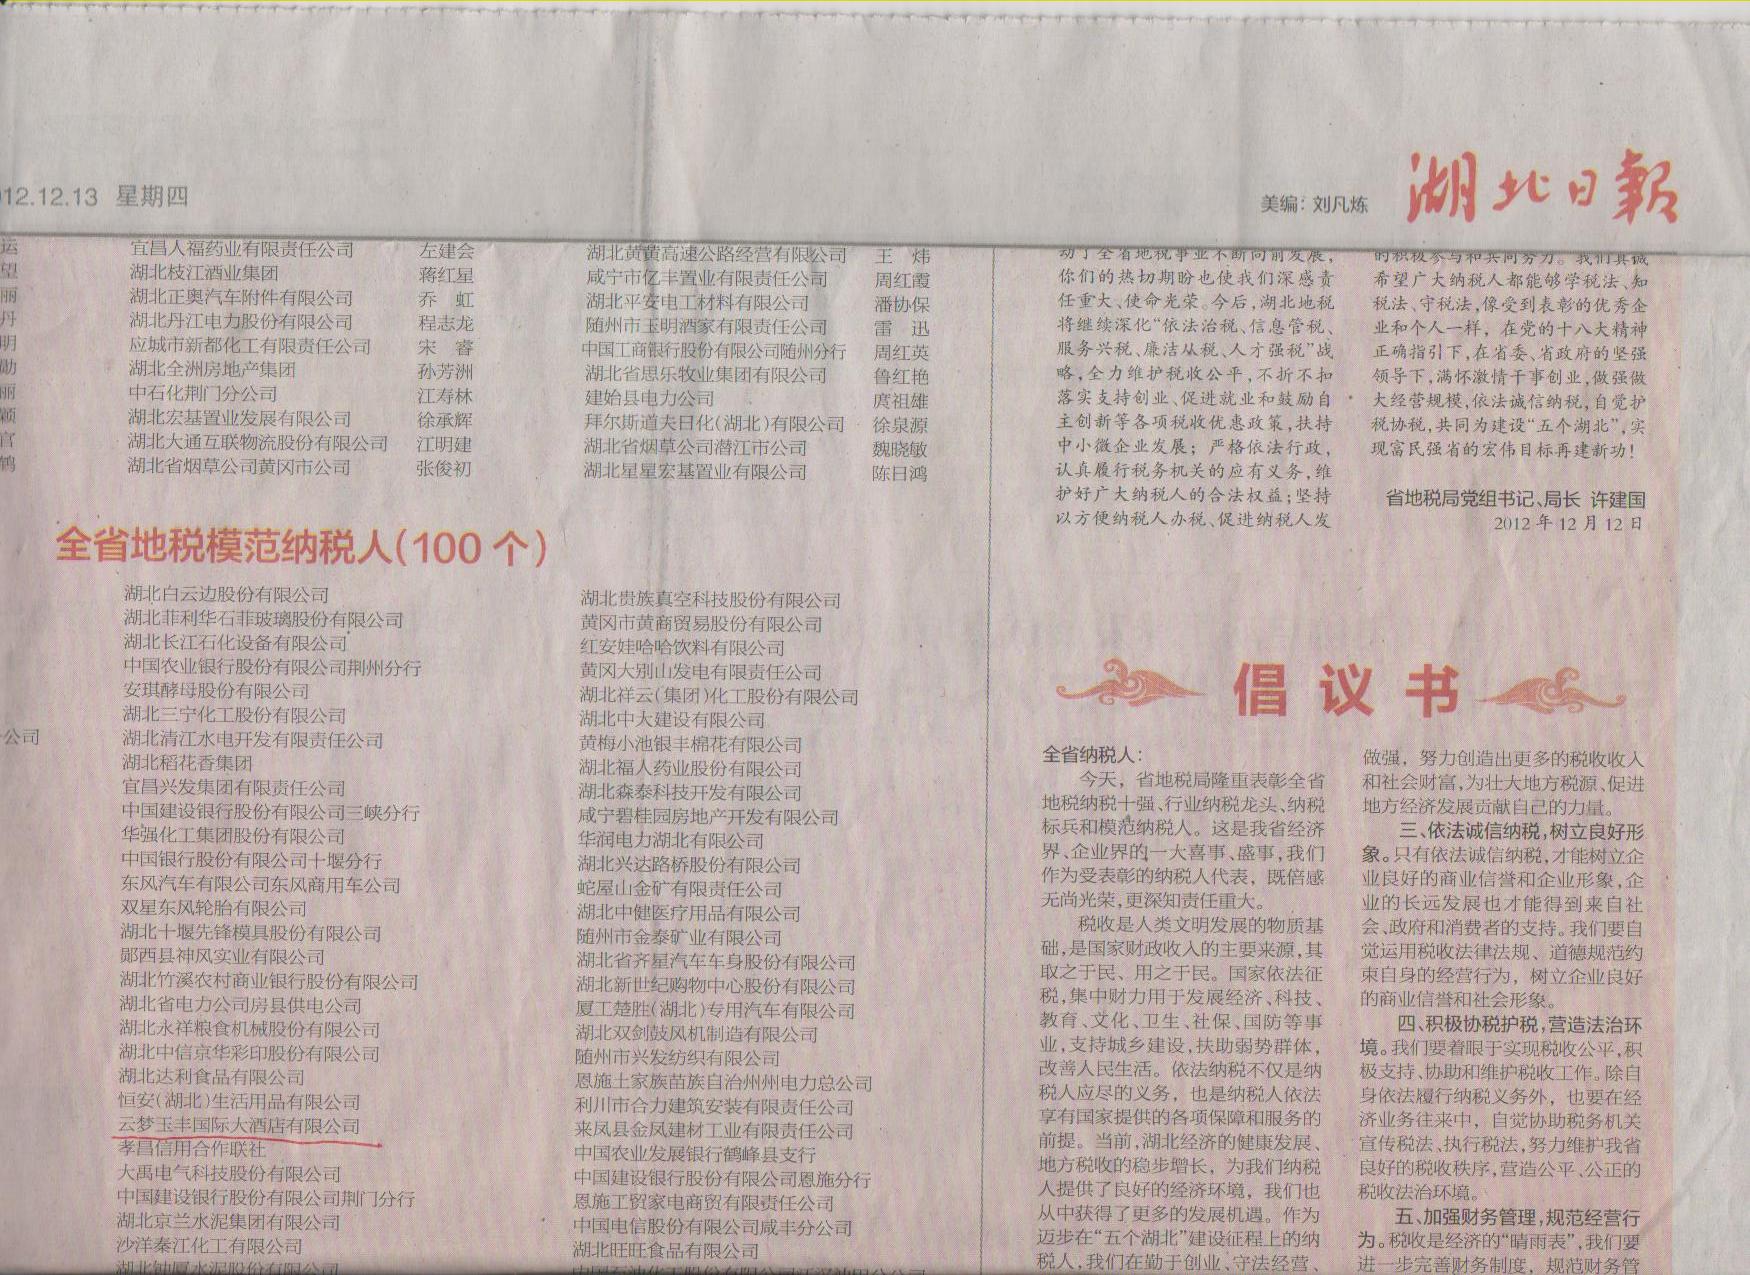 12.12.13 星期四
美编:刘凡炼
湖北日报
运
望
丽
丹
明
勋
丽
颖
官
鹤
公司
宜昌人福药业有限责任公司 左建会
湖北枝江酒业集团 蒋红星
湖北正奥汽车附件有限公司 乔 虹
湖北丹江电力股份有限公司 程志龙
应城市新都化工有限责任公司 宋 睿
湖北全洲房地产集团 孙芳洲
中石化荆门分公司 江寿林
湖北宏基置业发展有限公司 徐承辉
湖北大通互联物流股份有限公司 江明建
湖北省烟草公司黄冈市公司 张俊初
湖北黄黄高速公路经营有限公司 王 炜
咸宁市亿丰置业有限责任公司 周红霞
湖北平安电工材料有限公司 潘协保
随州市玉明酒家有限责任公司 雷 迅
中国工商银行股份有限公司随州分行 周红英
湖北省思乐牧业集团有限公司 鲁红艳
建始县电力公司 庹祖雄
拜尔斯道夫日化(湖北)有限公司 徐泉源
湖北省烟草公司潜江市公司 魏晓敏
湖北星星宏基置业有限公司 陈日鸿
全省地税模范纳税人(100个)
湖北白云边股份有限公司
湖北菲利华石菲玻璃股份有限公司
湖北长江石化设备有限公司
中国农业银行股份有限公司荆州分行
安琪酵母股份有限公司
湖北三宁化工股份有限公司
湖北清江水电开发有限责任公司
湖北稻花香集团
宜昌兴发集团有限责任公司
中国建设银行股份有限公司三峡分行
华强化工集团股份有限公司
中国银行股份有限公司十堰分行
东风汽车有限公司东风商用车公司
双星东风轮胎有限公司
湖北十堰先锋模具股份有限公司
郧西县神风实业有限公司
湖北竹溪农村商业银行股份有限公司
湖北省电力公司房县供电公司
湖北永祥粮食机械股份有限公司
湖北中信京华彩印股份有限公司
湖北达利食品有限公司
恒安(湖北)生活用品有限公司
云梦玉丰国际大酒店有限公司
孝昌信用合作联社
大禹电气科技股份有限公司
中国建设银行股份有限公司荆门分行
湖北京兰水泥集团有限公司
沙洋秦江化工有限公司
湖北钟厦水泥股份有限公司
湖北贵族真空科技股份有限公司
黄冈市黄商贸易股份有限公司
红安娃哈哈饮料有限公司
黄冈大别山发电有限责任公司
湖北祥云(集团)化工股份有限公司
湖北中大建设有限公司
黄梅小池银丰棉花有限公司
湖北福人药业股份有限公司
湖北森泰科技开发有限公司
咸宁碧桂园房地产开发有限公司
华润电力湖北有限公司
湖北兴达路桥股份有限公司
蛇屋山金矿有限责任公司
湖北中健医疗用品有限公司
随州市金泰矿业有限公司
湖北省齐星汽车车身股份有限公司
湖北新世纪购物中心股份有限公司
厦工楚胜(湖北)专用汽车有限公司
湖北双剑鼓风机制造有限公司
随州市兴发纺织有限公司
恩施土家族苗族自治州州电力总公司
利川市合力建筑安装有限责任公司
来凤县金凤建材工业有限责任公司
中国农业发展银行鹤峰县支行
中国建设银行股份有限公司恩施分行
恩施工贸家电商贸有限责任公司
中国电信股份有限公司咸丰分公司
湖北旺旺食品有限公司
动了全省地税事业不断向前发展,
你们的热切期盼也使我们深感责
任重大、使命光荣。今后,湖北地税
将继续深化“依法治税、信息管税、
服务兴税、廉洁从税、人才强税”战
略,全力维护税收公平,不折不扣
落实支持创业、促进就业和鼓励自
主创新等各项税收优惠政策,扶持
中小微企业发展;严格依法行政,
认真履行税务机关的应有义务,维
护好广大纳税人的合法权益;坚持
以方便纳税人办税、促进纳税人发
的积极参与和共同努力。我们真诚
希望广大纳税人都能够学税法、知
税法、守税法,像受到表彰的优秀企
业和个人一样,在党的十八大精神
正确指引下,在省委、省政府的坚强
领导下,满怀激情干事创业,做强做
大经营规模,依法诚信纳税,自觉护
税协税,共同为建设“五个湖北”,实
现富民强省的宏伟目标再建新功!
省地税局党组书记、局长 许建国
2012年12月12日
倡议书
全省纳税人:
今天,省地税局隆重表彰全省
地税纳税十强、行业纳税龙头、纳税
标兵和模范纳税人。这是我省经济
界、企业界的一大喜事、盛事,我们
作为受表彰的纳税人代表,既倍感
无尚光荣,更深知责任重大。
税收是人类文明发展的物质基
础,是国家财政收入的主要来源,其
取之于民、用之于民。国家依法征
税,集中财力用于发展经济、科技、
教育、文化、卫生、社保、国防等事
业,支持城乡建设,扶助弱势群体,
改善人民生活。依法纳税不仅是纳
税人应尽的义务,也是纳税人依法
享有国家提供的各项保障和服务的
前提。当前,湖北经济的健康发展、
地方税收的稳步增长,为我们纳税
人提供了良好的经济环境,我们也
从中获得了更多的发展机遇。作为
迈步在“五个湖北”建设征程上的纳
税人,我们在勤于创业、守法经营、
做强,努力创造出更多的税收收入
和社会财富,为壮大地方税源、促进
地方经济发展贡献自己的力量。
三、依法诚信纳税,树立良好形
象。只有依法诚信纳税,才能树立企
业良好的商业信誉和企业形象,企
业的长远发展也才能得到来自社
会、政府和消费者的支持。我们要自
觉运用税收法律法规、道德规范约
束自身的经营行为,树立企业良好
的商业信誉和社会形象。
四、积极协税护税,营造法治环
境。我们要着眼于实现税收公平,积
极支持、协助和维护税收工作。除自
身依法履行纳税义务外,也要在经
济业务往来中,自觉协助税务机关
宣传税法、执行税法,努力维护我省
良好的税收秩序,营造公平、公正的
税收法治环境。
五、加强财务管理,规范经营行
为。税收是经济的“晴雨表”,我们要
进一步完善财务制度,规范财务管